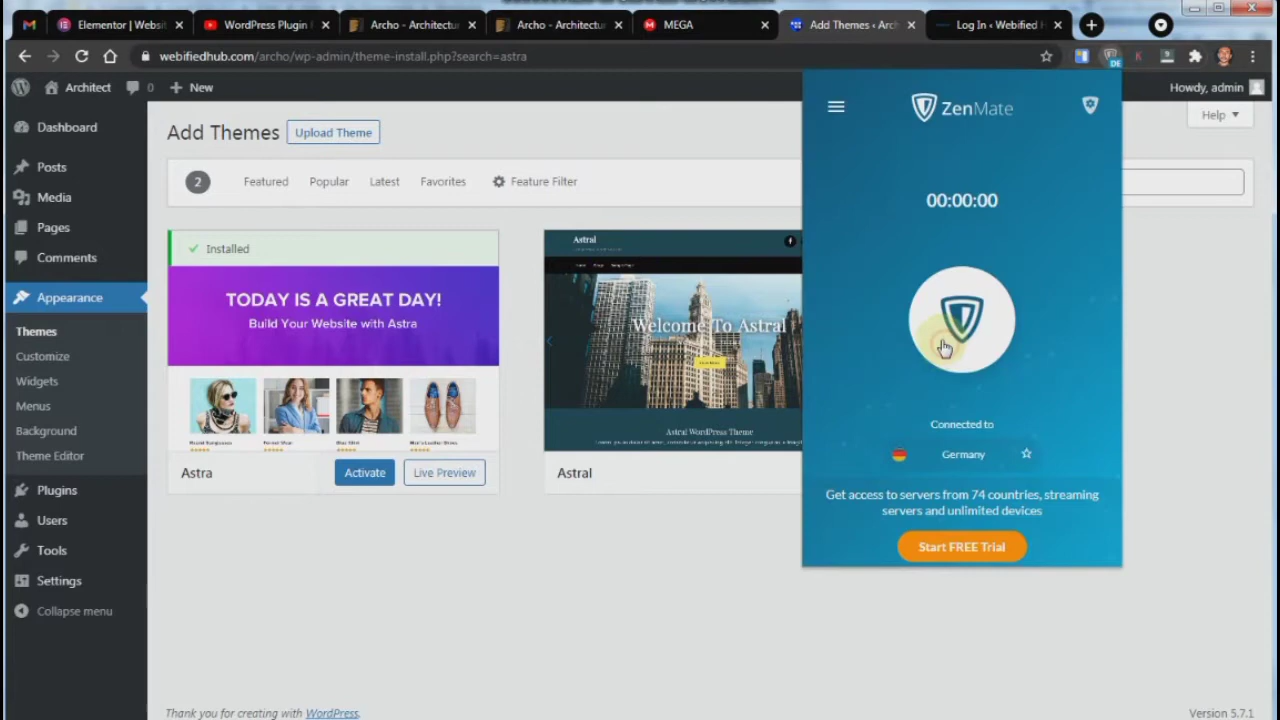 Elementor | Websit
WordPress Plugin I
Archo - Architectu
Archo - Architectu
MEGA
Add Themes ‹ Arch
Log In ‹ Webified H
webifiedhub.com/archo/wp-admin/theme-install.php?search=astra
DE
Architect
0
New
Howdy, admin
Dashboard
Posts
Media
Pages
Comments
Appearance
Themes
Customize
Widgets
Menus
Background
Theme Editor
Plugins
Users
Tools
Settings
Collapse menu
Add Themes
Upload Theme
Help
2
Featured
Popular
Latest
Favorites
Feature Filter
Installed
TODAY IS A GREAT DAY!
Build Your Website with Astra
Astra
Activate
Live Preview
Astral
Welcome To Astral
Astral WordPress Theme
Astral
ZenMate
00:00:00
Connected to
Germany
Get access to servers from 74 countries, streaming
servers and unlimited devices
Start FREE Trial
Thank you for creating with WordPress.
Version 5.7.1